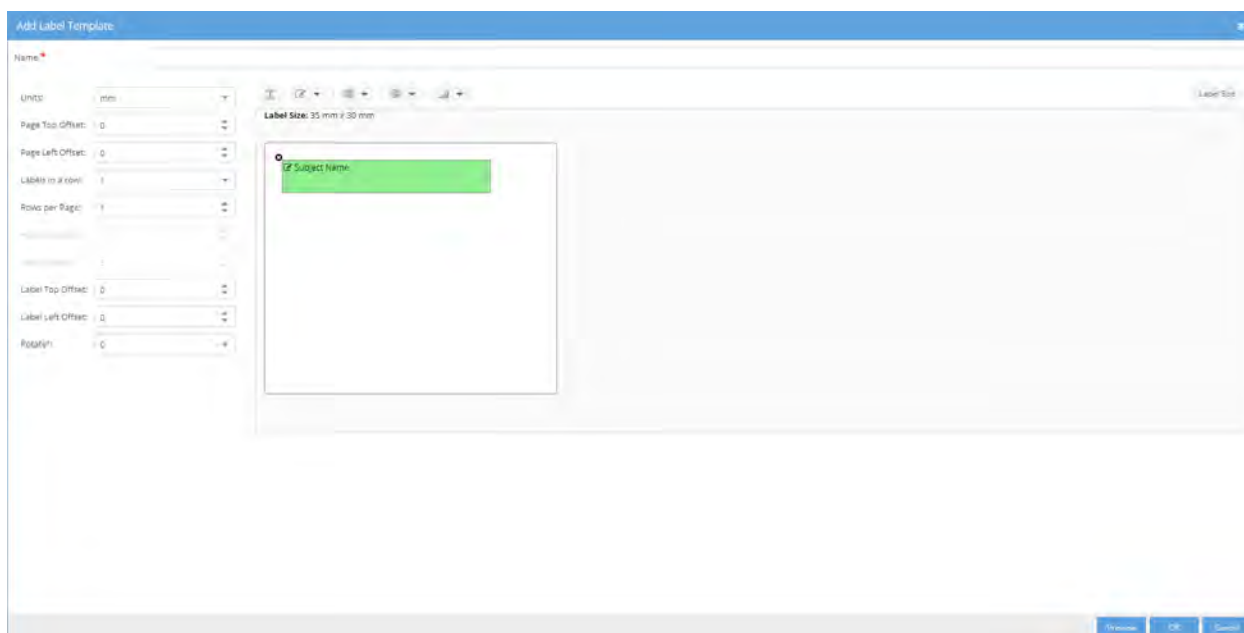 Add Label Template
Name:*
Units: mm
Label Size
Page Top Offset: 0
Label Size: 35 mm x 30 mm
Page Left Offset: 0
Subject Name
Labels in a row: 1
Rows per Page: 1
1
Label Top Offset: 0
Label Left Offset: 0
Rotation: 0
Preview OK Cancel